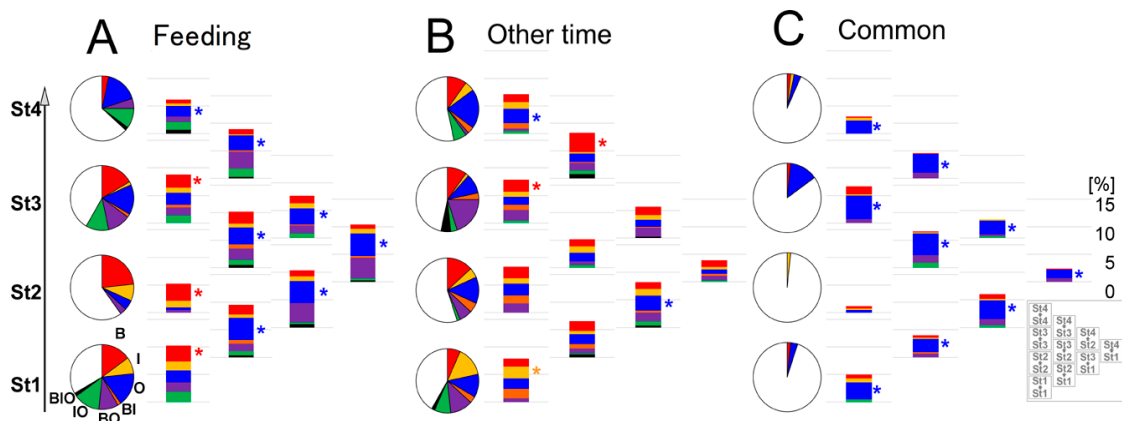 A Feeding
B Other time
C Common
St4
*
*
*
*
*
St3
*
*
*
*
*
*
[%]
15
*
*
*
*
10
*
*
5
St2
*
*
*
0
B
*
*
*
St4
St4
St4
St3
St3
St3
St3
St2
St4
St1
St2
St2
St3
St2
St3
St1
St1
St1
St2
St1
I
St1
O
*
*
BIO
IO
BO
BI